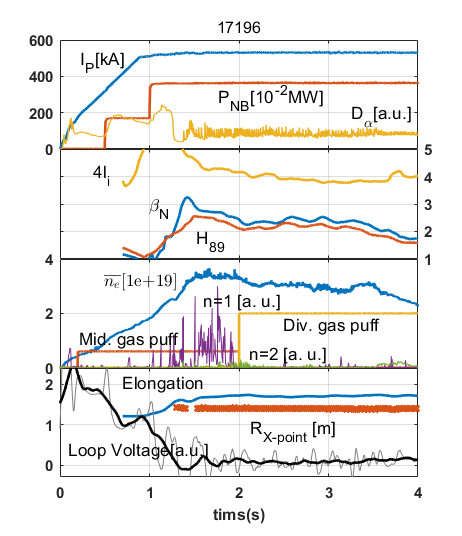 17196
600
I_P[kA]
400
P_NB[10^-2MW]
200
D_α[a.u.]
0
5
4l_i
4
3
β_N
2
H_89
1
4
n̅_e[1e+19]
n=1 [a. u.]
2
Mid. gas puff
Div. gas puff
n=2 [a. u.]
0
2
Elongation
1
R_X-point [m]
Loop Voltage[a.u.]
0
0 1 2 3 4
tims(s)